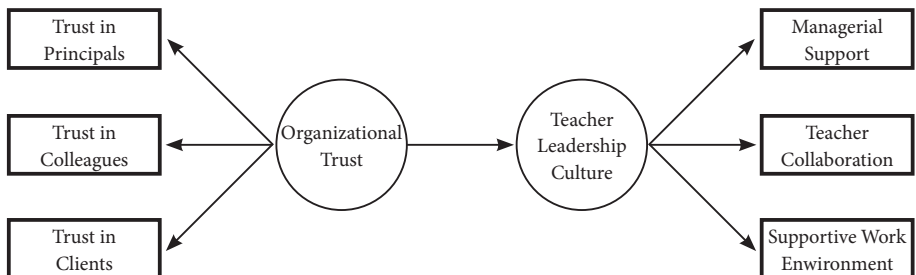 Trust in
Principals
Trust in
Colleagues
Trust in
Clients
Organizational
Trust
Teacher
Leadership
Culture
Managerial
Support
Teacher
Collaboration
Supportive Work
Enwironment